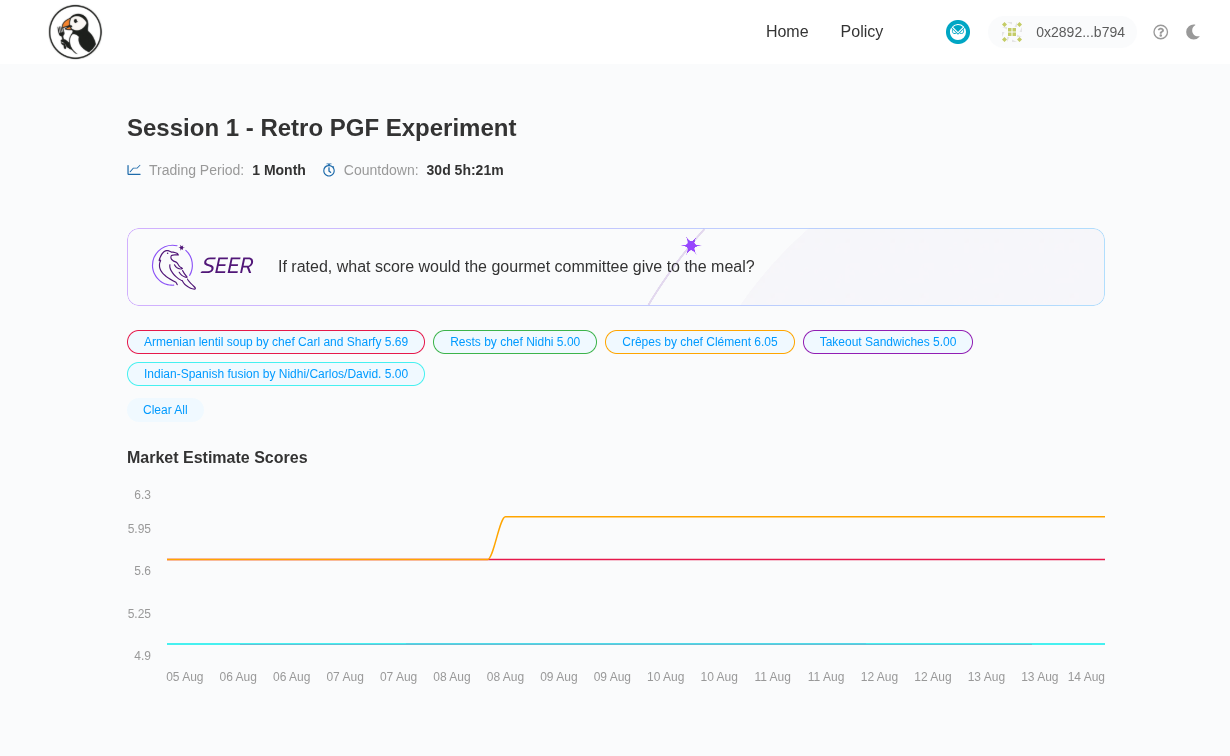 Home Policy 0x2892...b794
Session 1 - Retro PGF Experiment
Trading Period: 1 Month Countdown: 30d 5h:21m
SEER If rated, what score would the gourmet committee give to the meal?
Armenian lentil soup by chef Carl and Sharfy 5.69 Rests by chef Nidhi 5.00 Crêpes by chef Clément 6.05 Takeout Sandwiches 5.00
Indian-Spanish fusion by Nidhi/Carlos/David. 5.00
Clear All
Market Estimate Scores
6.3
5.95
5.6
5.25
4.9
05 Aug 06 Aug 06 Aug 07 Aug 07 Aug 08 Aug 08 Aug 09 Aug 09 Aug 10 Aug 10 Aug 11 Aug 11 Aug 12 Aug 12 Aug 13 Aug 13 Aug 14 Aug